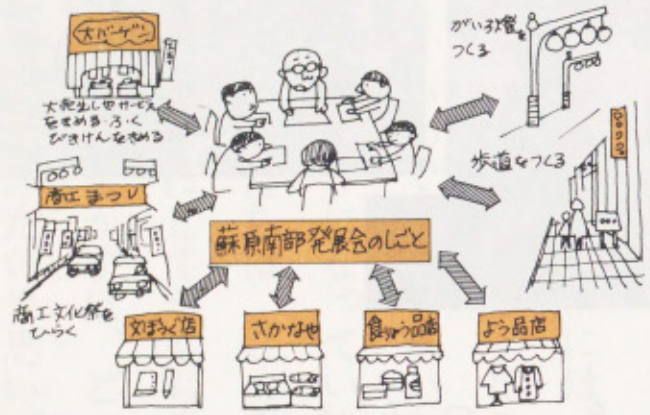 大バーゲン
大売出しやサービス
をきめる・ふく
びきけんをきめる
がいろ燈を
つくる
歩道をつくる
商工まつり
商工文化祭を
ひらく
蘇原南部発展会のしごと
文ぼうぐ店
さかなや
食りょう品店
よう品店